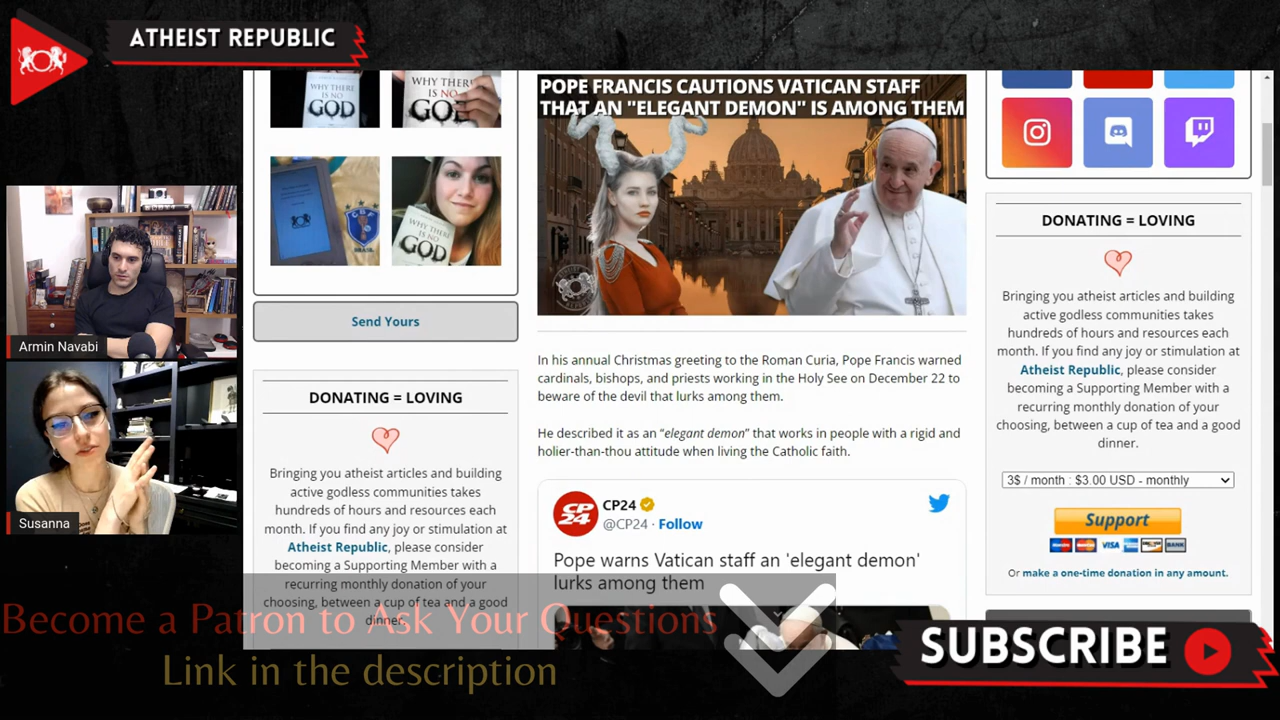 ATHEIST REPUBLIC
WHY THERE
IS NO
GOD
WHY THERE
IS NO
GOD
WHY THERE
IS NO
GOD
CBF
BRASIL
Send Yours
DONATING = LOVING
Bringing you atheist articles and building
active godless communities takes
hundreds of hours and resources each
month. If you find any joy or stimulation at
Atheist Republic, please consider
becoming a Supporting Member with a
recurring monthly donation of your
choosing, between a cup of tea and a good
dinner.
POPE FRANCIS CAUTIONS VATICAN STAFF
THAT AN "ELEGANT DEMON" IS AMONG THEM
In his annual Christmas greeting to the Roman Curia, Pope Francis warned
cardinals, bishops, and priests working in the Holy See on December 22 to
beware of the devil that lurks among them.
He described it as an “elegant demon” that works in people with a rigid and
holier-than-thou attitude when living the Catholic faith.
CP
24
CP24
@CP24 · Follow
Pope warns Vatican staff an 'elegant demon'
lurks among them
DONATING = LOVING
Bringing you atheist articles and building
active godless communities takes
hundreds of hours and resources each
month. If you find any joy or stimulation at
Atheist Republic, please consider
becoming a Supporting Member with a
recurring monthly donation of your
choosing, between a cup of tea and a good
dinner.
3$ / month : $3.00 USD - monthly
Support
VISA
BANK
Or make a one-time donation in any amount.
Armin Navabi
Susanna
Become a Patron to Ask Your Questions
Link in the description
SUBSCRIBE